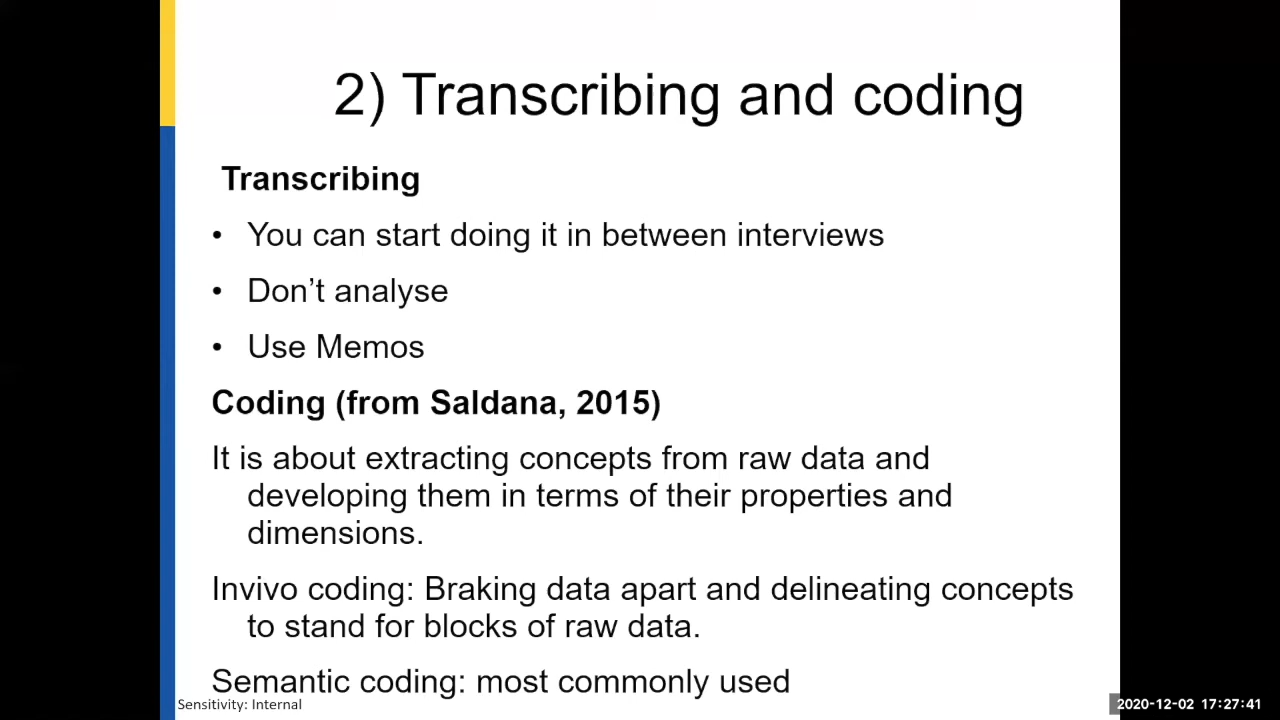 2) Transcribing and coding
Transcribing
• You can start doing it in between interviews
• Don’t analyse
• Use Memos
Coding (from Saldana, 2015)
It is about extracting concepts from raw data and
developing them in terms of their properties and
dimensions.
Invivo coding: Braking data apart and delineating concepts
to stand for blocks of raw data.
Semantic coding: most commonly used
Sensitivity: Internal
2020-12-02 17:27:41